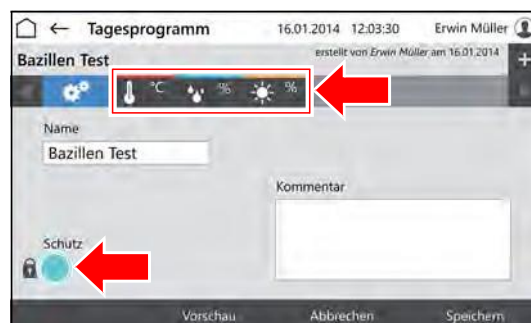 ← Tagesprogramm 16.01.2014 12:03:30 Erwin Müller
Bazillen Test erstellt von Erwin Müller am 16.01.2014 +
°C % %
Name
Bazillen Test
Kommentar
Schutz
Vorschau Abbrechen Speichern